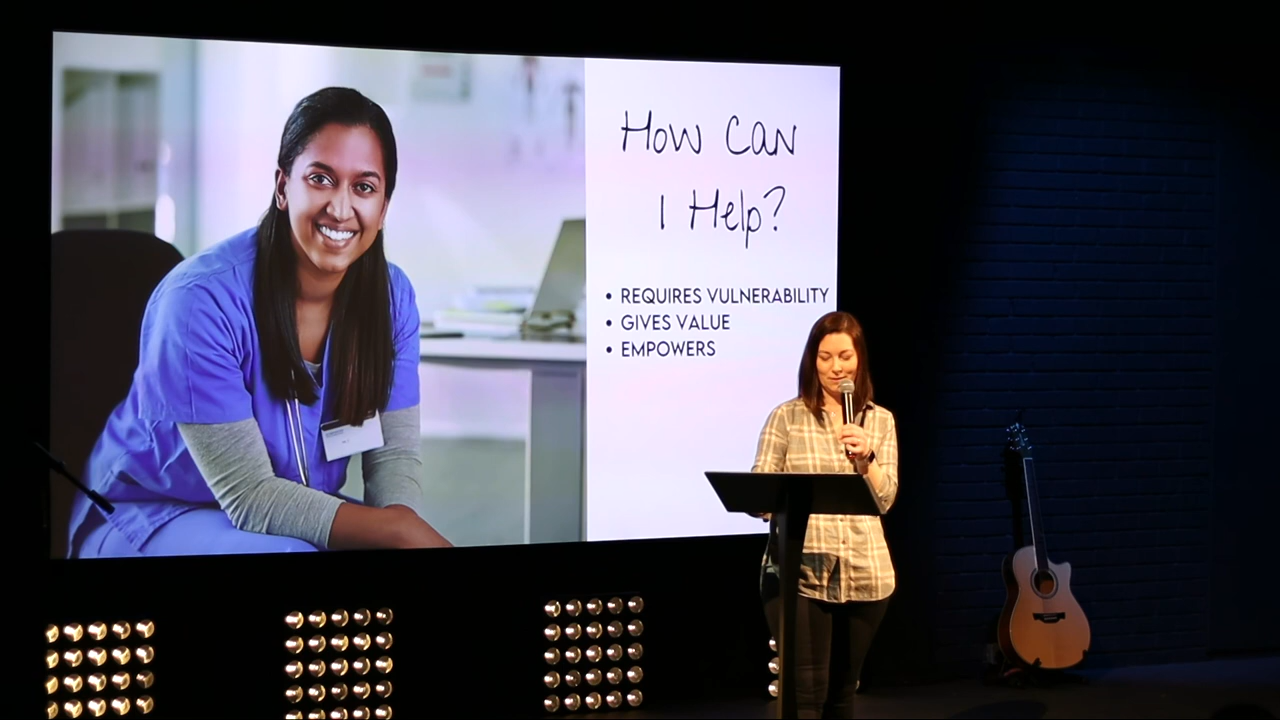 How Can
I Help?
• REQUIRES VULNERABILITY
• GIVES VALUE
• EMPOWERS